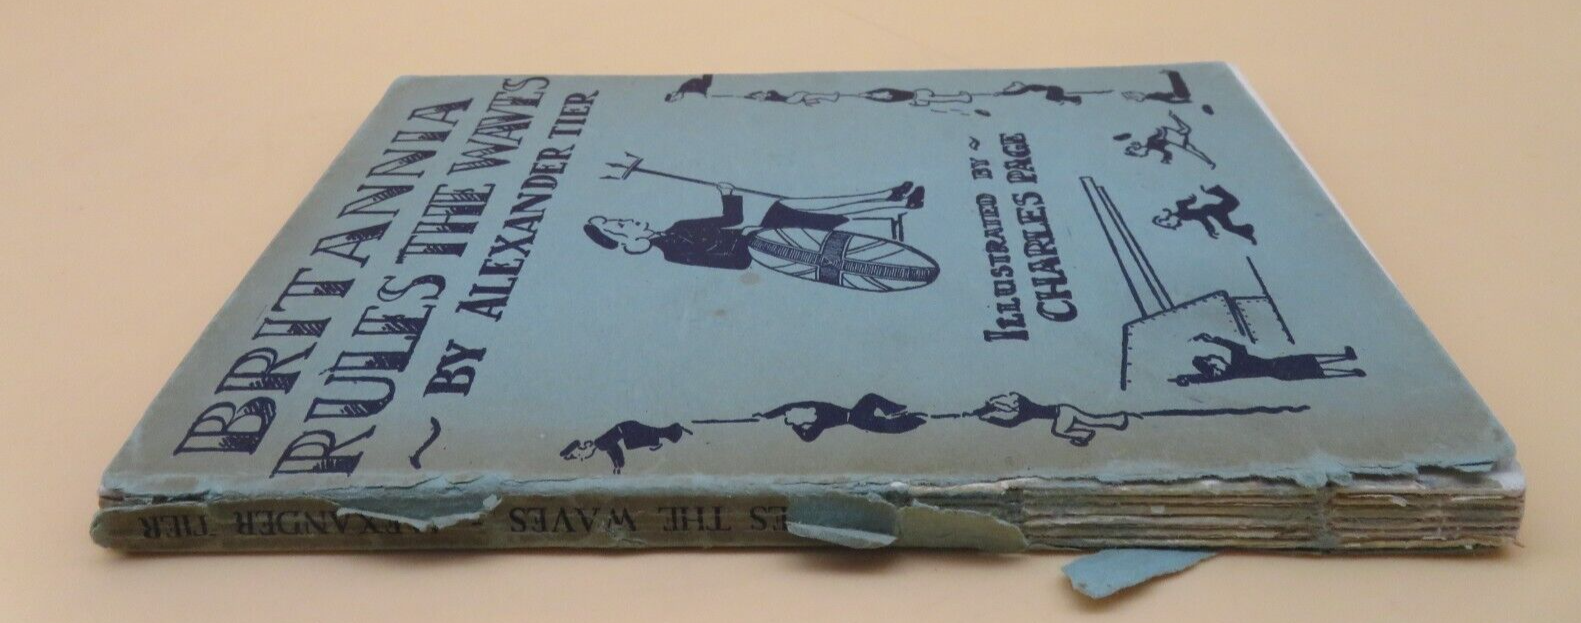 BRITANNIA
RULES THE WAVES
~ BY ALEXANDER TIER
ILLUSTRATED BY ~
CHARLES PAGE
ES THE WAVES - ALEXANDER TIER